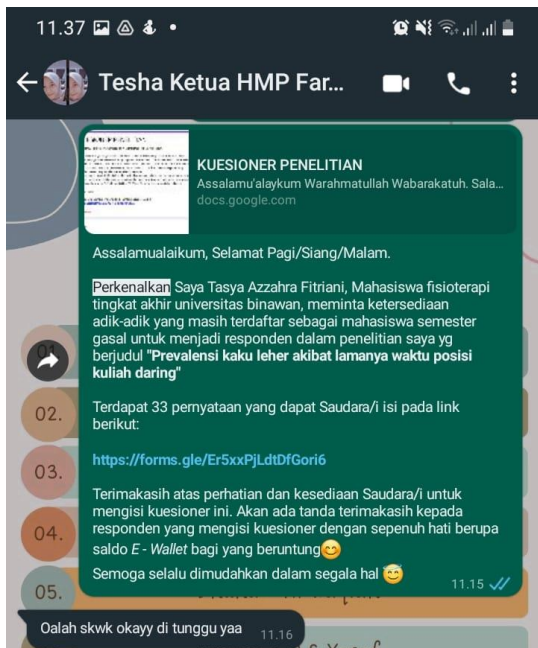 11.37
Tesha Ketua HMP Far...
KUESIONER PENELITIAN
Assalamu'alaykum Warahmatullah Wabarakatuh. Sala...
docs.google.com
Assalamualaikum, Selamat Pagi/Siang/Malam.
Perkenalkan Saya Tasya Azzahra Fitriani, Mahasiswa fisioterapi
tingkat akhir universitas binawan, meminta ketersediaan
adik-adik yang masih terdaftar sebagai mahasiswa semester
gasal untuk menjadi responden dalam penelitian saya yg
berjudul "Prevalensi kaku leher akibat lamanya waktu posisi
kuliah daring"
Terdapat 33 pernyataan yang dapat Saudara/i isi pada link
berikut:
https://forms.gle/Er5xxPjLdtDfGori6
Terimakasih atas perhatian dan kesediaan Saudara/i untuk
mengisi kuesioner ini. Akan ada tanda terimakasih kepada
responden yang mengisi kuesioner dengan sepenuh hati berupa
saldo E - Wallet bagi yang beruntung😊
Semoga selalu dimudahkan dalam segala hal 😇
11.15
02.
03.
04.
05.
Oalah skwk okayy di tunggu yaa
11.16